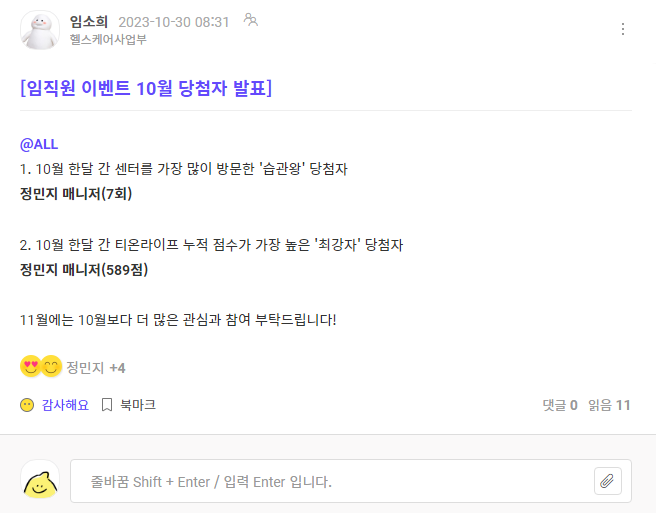 임소희 2023-10-30 08:31
헬스케어사업부
[임직원 이벤트 10월 당첨자 발표]
@ALL
1. 10월 한달 간 센터를 가장 많이 방문한 '습관왕' 당첨자
정민지 매니저(7회)
2. 10월 한달 간 티온라이프 누적 점수가 가장 높은 '최강자' 당첨자
정민지 매니저(589점)
11월에는 10월보다 더 많은 관심과 참여 부탁드립니다!
정민지 +4
감사해요 북마크 댓글 0 읽음 11
줄바꿈 Shift + Enter / 입력 Enter 입니다.